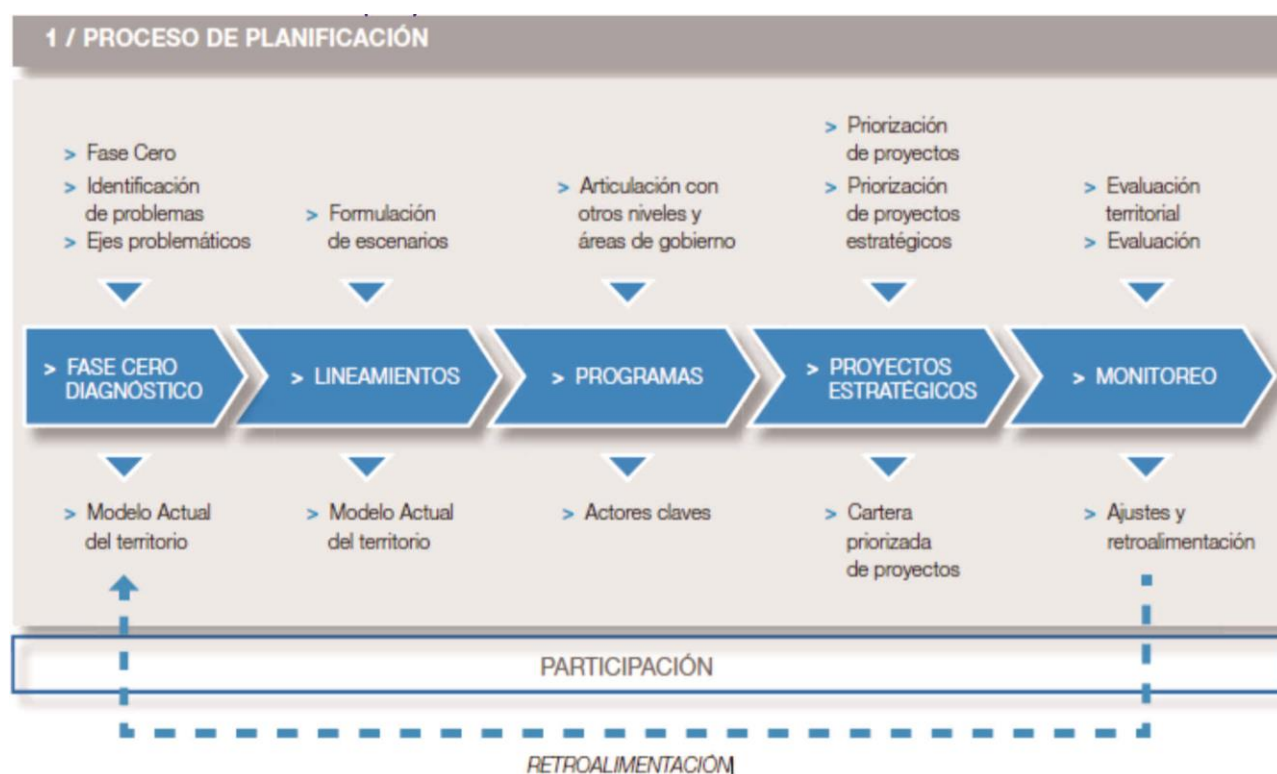 1 / PROCESO DE PLANIFICACIÓN
> Fase Cero
> Identificación
de problemas
> Ejes problemáticos
> Formulación
de escenarios
> Articulación con
otros niveles y
áreas de gobierno
> Priorización
de proyectos
> Priorización
de proyectos
estratégicos
> Evaluación
territorial
> Evaluación
> FASE CERO
DIAGNÓSTICO
> LINEAMIENTOS
> PROGRAMAS
> PROYECTOS
ESTRATÉGICOS
> MONITOREO
> Modelo Actual
del territorio
> Modelo Actual
del territorio
> Actores claves
> Cartera
priorizada
de proyectos
> Ajustes y
retroalimentación
PARTICIPACIÓN
RETROALIMENTACIÓN